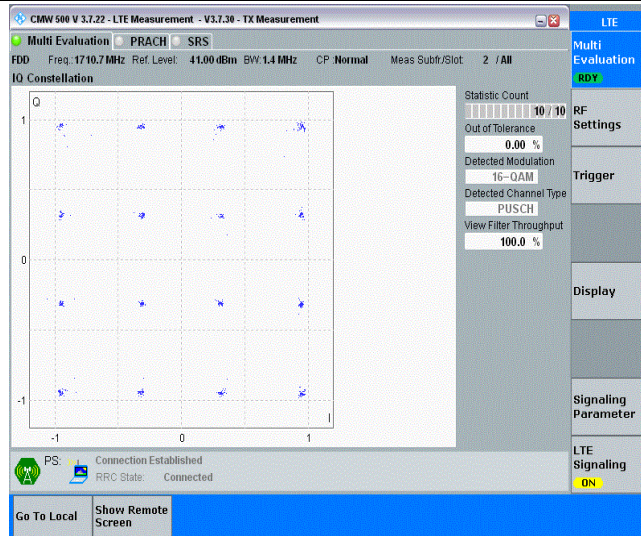 CMW 500 V 3.7.22 - LTE Measurement - V3.7.30 - TX Measurement
LTE
Multi Evaluation PRACH SRS
FDD Freg.:1710.7 MHz Ref. Level: 41.00 dBm BW:1.4 MHz CP :Normal Meas Subfr./Slot 2 / All
IQ Constellation
Q
1
0
-1
I
-1 0 1
Statistic Count
10 / 10
Out of Tolerance
0.00 %
Detected Modulation
16-QAM
Detected Channel Type
PUSCH
View Filter Throughput
100.0 %
Multi
Evaluation
RDY
RF
Settings
Trigger
Display
Signaling
Parameter
LTE
Signaling
ON
PS: Connection Established
RRC State: Connected
Go To Local
Show Remote
Screen